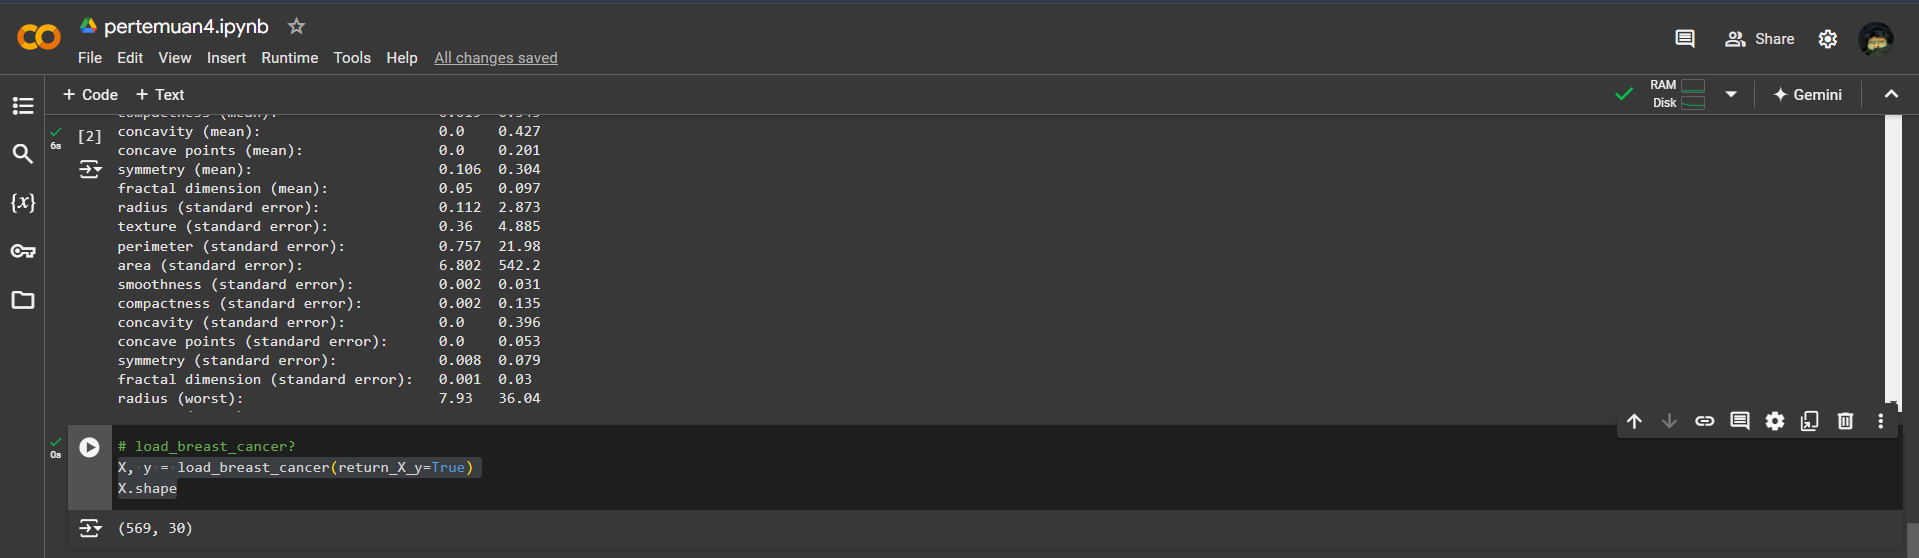 pertemuan4.ipynb
File Edit View Insert Runtime Tools Help All changes saved
Share
+ Code + Text
RAM
Disk
Gemini
6s
[2]
concavity (mean): 0.0 0.427
concave points (mean): 0.0 0.201
symmetry (mean): 0.106 0.304
fractal dimension (mean): 0.05 0.097
radius (standard error): 0.112 2.873
texture (standard error): 0.36 4.885
perimeter (standard error): 0.757 21.98
area (standard error): 6.802 542.2
smoothness (standard error): 0.002 0.031
compactness (standard error): 0.002 0.135
concavity (standard error): 0.0 0.396
concave points (standard error): 0.0 0.053
symmetry (standard error): 0.008 0.079
fractal dimension (standard error): 0.001 0.03
radius (worst): 7.93 36.04
0s
# load_breast_cancer?
X, y = load_breast_cancer(return_X_y=True)
X.shape
(569, 30)